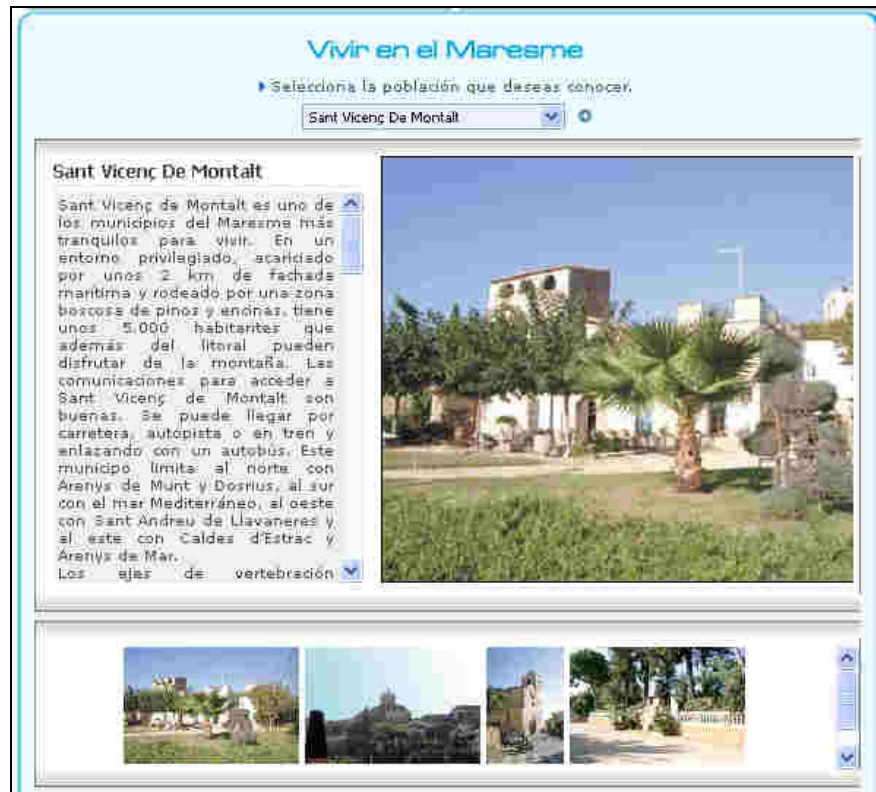 Vivir en el Maresme
Selecciona la población que deseas conocer.
Sant Vicenç De Montalt
Sant Vicenç De Montalt
Sant Vicenç de Montalt es uno de
los municipios del Maresme más
tranquilos para vivir. En un
entorno privilegiado, acariciado
por unos 2 km de fachada
marítima y rodeado por una zona
boscosa de pinos y encinas, tiene
unos 5.000 habitantes que
además del litoral pueden
disfrutar de la montaña. Las
comunicaciones para acceder a
Sant Vicenç de Montalt son
buenas. Se puede llegar por
carretera, autopista o en tren y
enlazando con un autobús. Este
municipo limita al norte con
Arenys de Munt y Dosrius, al sur
con el mar Mediterráneo, al oeste
con Sant Andreu de Llavaneres y
al este con Caldes d'Estrac y
Arenys de Mar.
Los ejes de vertebración